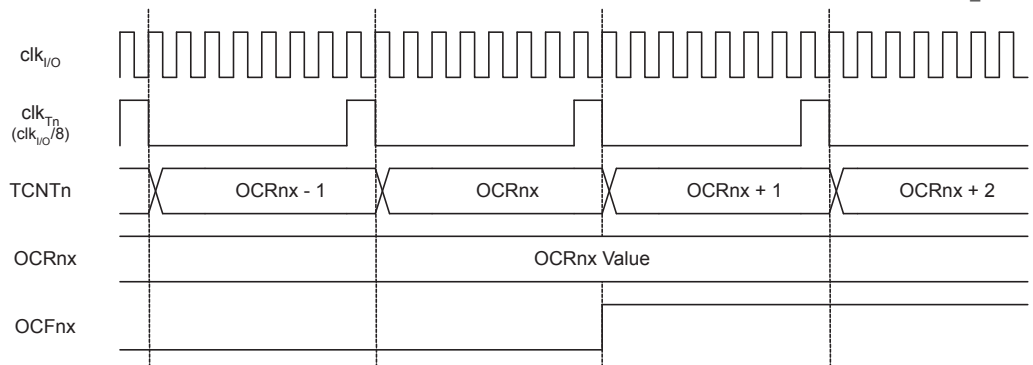 clkI/O
clkTn
(clkI/O/8)
TCNTn
OCRnx - 1
OCRnx
OCRnx + 1
OCRnx + 2
OCRnx
OCRnx Value
OCFnx